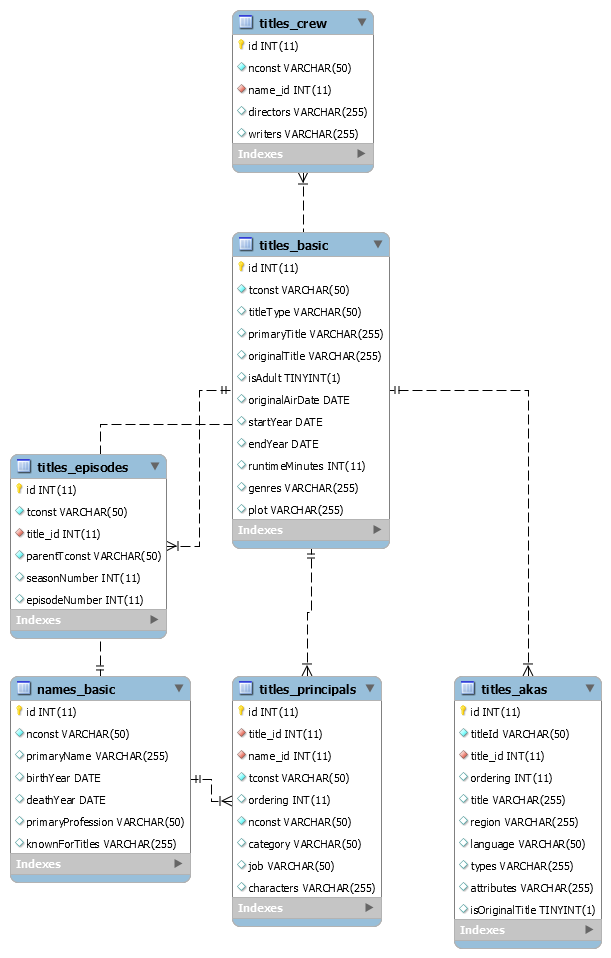 titles_crew
id INT(11)
nconst VARCHAR(50)
name_id INT(11)
directors VARCHAR(255)
writers VARCHAR(255)
Indexes
titles_basic
id INT(11)
tconst VARCHAR(50)
titleType VARCHAR(50)
primaryTitle VARCHAR(255)
originalTitle VARCHAR(255)
isAdult TINYINT(1)
originalAirDate DATE
startYear DATE
endYear DATE
runtimeMinutes INT(11)
genres VARCHAR(255)
plot VARCHAR(255)
Indexes
titles_episodes
id INT(11)
tconst VARCHAR(50)
title_id INT(11)
parentTconst VARCHAR(50)
seasonNumber INT(11)
episodeNumber INT(11)
Indexes
names_basic
id INT(11)
nconst VARCHAR(50)
primaryName VARCHAR(255)
birthYear DATE
deathYear DATE
primaryProfession VARCHAR(50)
knownForTitles VARCHAR(255)
Indexes
titles_principals
id INT(11)
title_id INT(11)
name_id INT(11)
tconst VARCHAR(50)
ordering INT(11)
nconst VARCHAR(50)
category VARCHAR(50)
job VARCHAR(50)
characters VARCHAR(255)
Indexes
titles_akas
id INT(11)
titleId VARCHAR(50)
title_id INT(11)
ordering INT(11)
title VARCHAR(255)
region VARCHAR(255)
language VARCHAR(50)
types VARCHAR(255)
attributes VARCHAR(255)
isOriginalTitle TINYINT(1)
Indexes